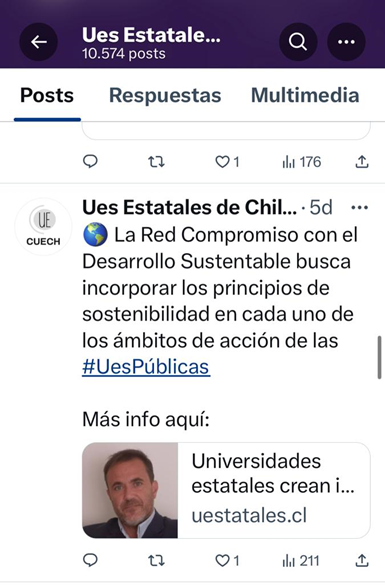 Ues Estatale...
10.574 posts
Posts Respuestas Multimedia
1 176
Ues Estatales de Chil... · 5d
UE
CUECH
La Red Compromiso con el
Desarrollo Sustentable busca
incorporar los principios de
sostenibilidad en cada uno de
los ámbitos de acción de las
#UesPúblicas
Más info aquí:
Universidades
estatales crean i...
uestatales.cl
1 211